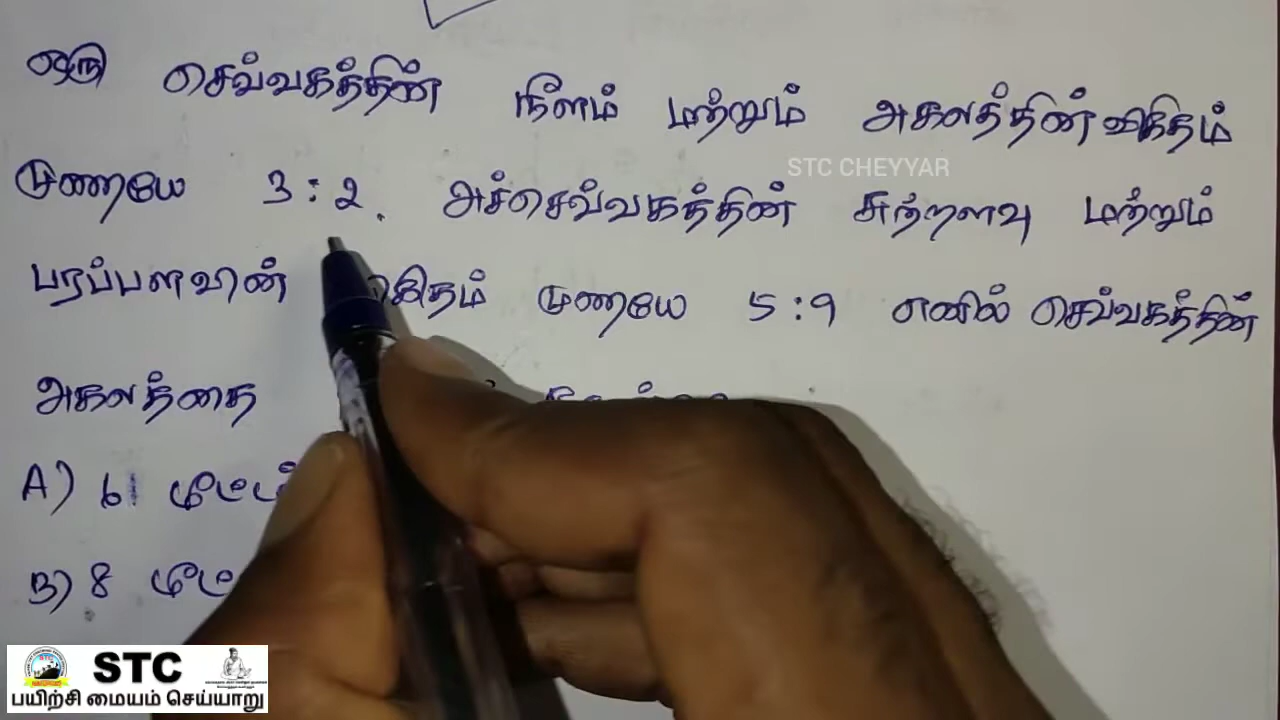 ஒரு செவ்வகத்தின் நீளம் மற்றும் அகலத்தின் விகிதம்
முறையே 3 : 2. அச்செவ்வகத்தின் சுற்றளவு மற்றும்
பரப்பளவின் முறையே 5 : 9 எனில் செவ்வகத்தின்
அகலத்தை
A) 6
B) 8
STC CHEYYAR
STC
பயிற்சி மையம் செய்யாறு